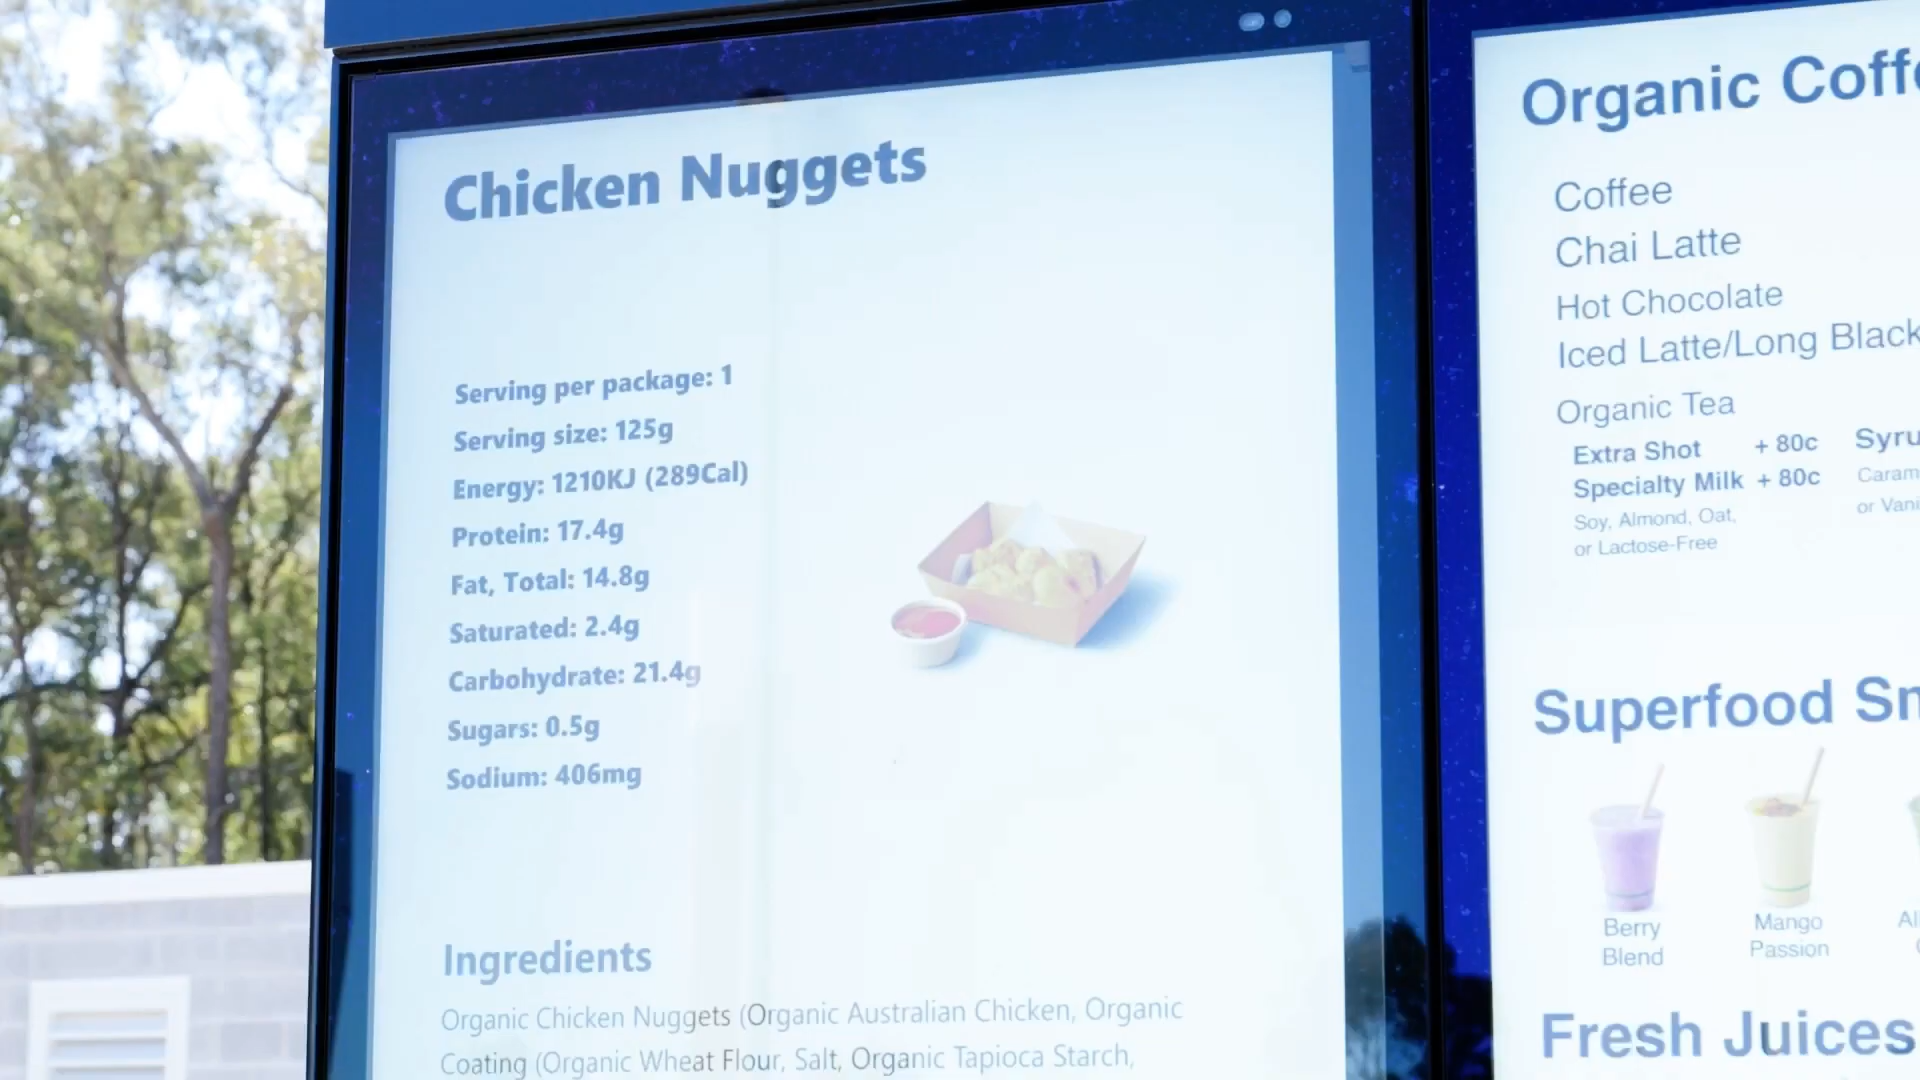 Chicken Nuggets
Serving per package: 1
Serving size: 125g
Energy: 1210KJ (289Cal)
Protein: 17.4g
Fat, Total: 14.8g
Saturated: 2.4g
Carbohydrate: 21.4g
Sugars: 0.5g
Sodium: 406mg
Ingredients
Organic Chicken Nuggets (Organic Australian Chicken, Organic
Coating (Organic Wheat Flour, Salt, Organic Tapioca Starch,
Organic
Coffee
Chai Latte
Hot Chocolate
Iced Latte/Long Black
Organic Tea
Extra Shot + 80c
Specialty Milk + 80c
Soy, Almond, Oat,
or Lactose-Free
or
Superfood
Berry
Blend
Mango
Passion
Fresh Juices